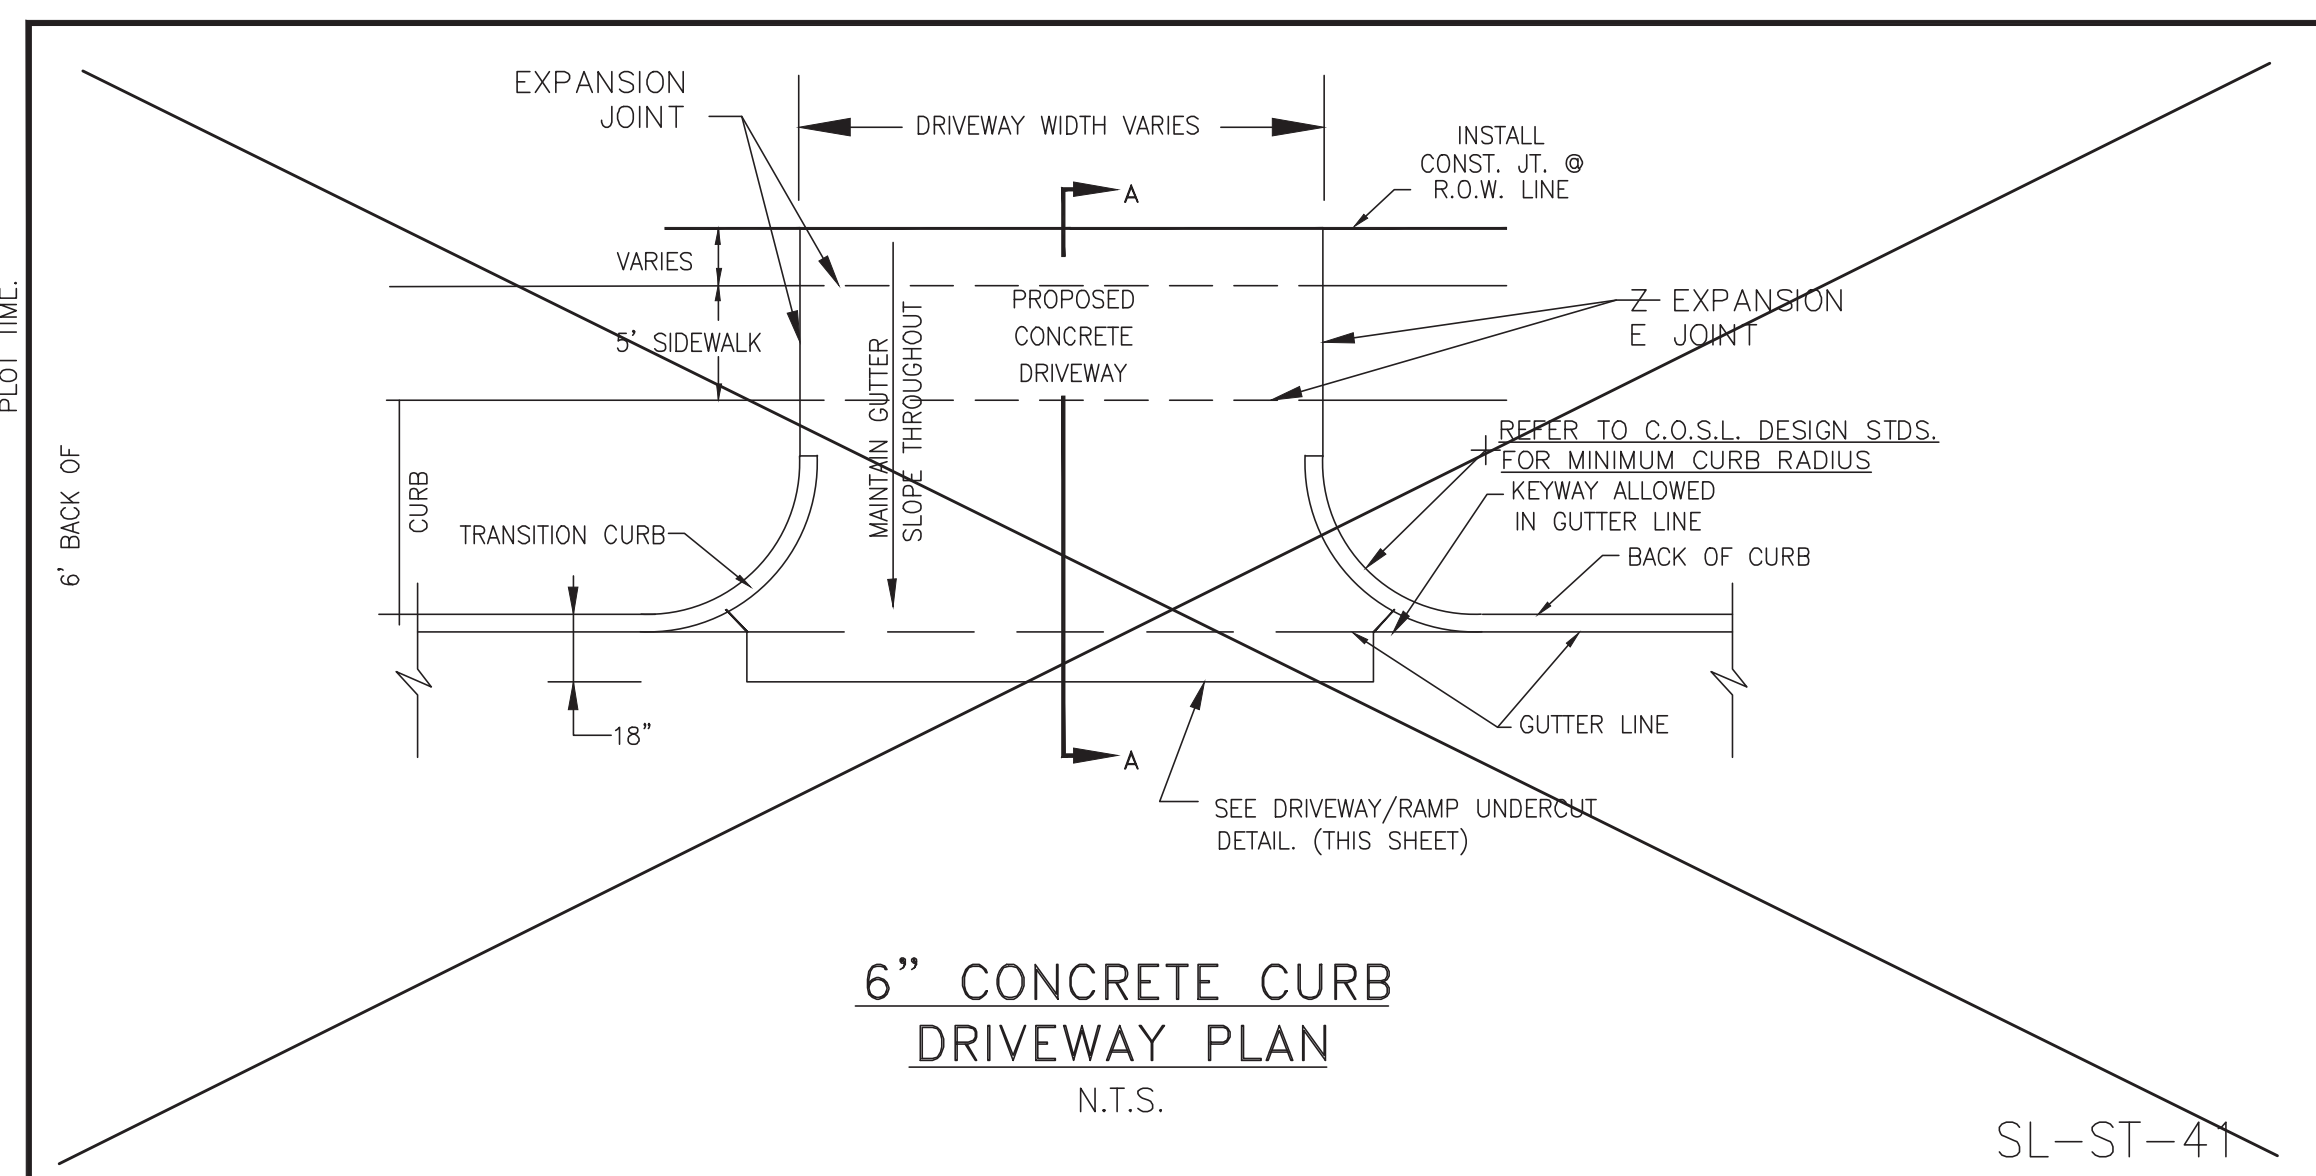 EXPANSION
JOINT
DRIVEWAY WIDTH VARIES
INSTALL
CONST. JT. @
R.O.W. LINE
A
VARIES
5' SIDEWALK
PROPOSED
CONCRETE
DRIVEWAY
MAINTAIN GUTTER
SLOPE THROUGHOUT
Z EXPANSION
E JOINT
PLOT TIME.
6' BACK OF
CURB
REFER TO C.O.S.L. DESIGN STDS.
FOR MINIMUM CURB RADIUS
KEYWAY ALLOWED
IN GUTTER LINE
TRANSITION CURB
BACK OF CURB
18"
GUTTER LINE
A
SEE DRIVEWAY/RAMP UNDERCUT
DETAIL. (THIS SHEET)
6" CONCRETE CURB
DRIVEWAY PLAN
N.T.S.
SL-ST-41